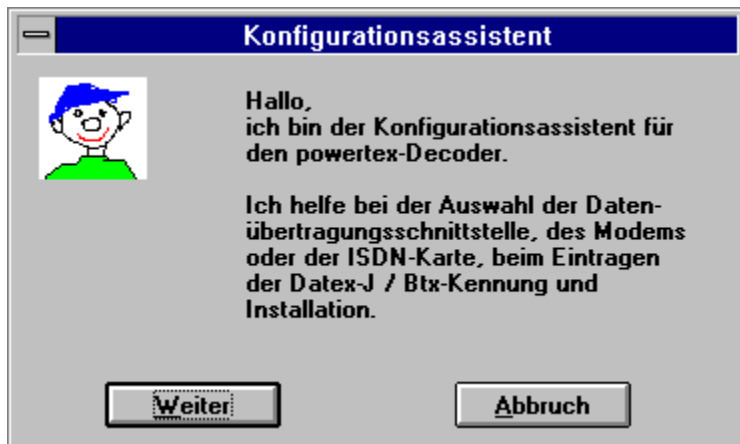 Konfigurationsassistent
Hallo,
ich bin der Konfigurationsassistent für
den powertex-Decoder.
Ich helfe bei der Auswahl der Daten-
übertragungsschnittstelle, des Modems
oder der ISDN-Karte, beim Eintragen
der Datex-J / Btx-Kennung und
Installation.
Weiter
Abbruch